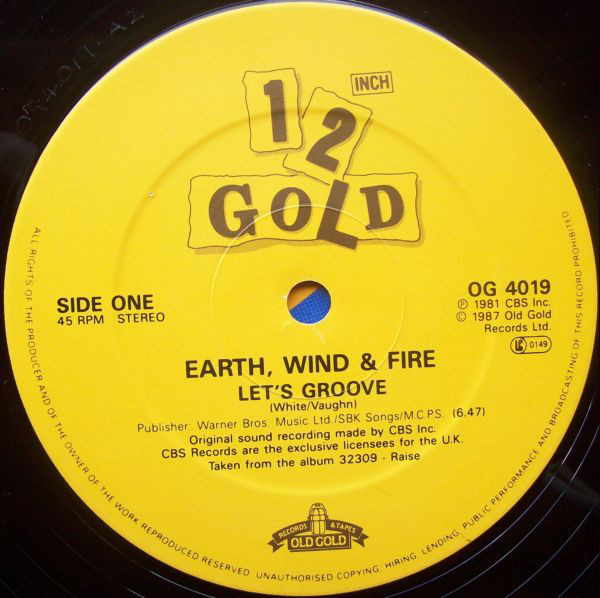 12 INCH
GOLD
SIDE ONE
45 RPM STEREO
OG 4019
℗ 1981 CBS Inc.
© 1987 Old Gold
Records Ltd.
LC 0149
EARTH, WIND & FIRE
LET'S GROOVE
(White/Vaughn)
Publisher: Warner Bros. Music Ltd./SBK Songs/M.C.P.S. (6.47)
Original sound recording made by CBS Inc.
CBS Records are the exclusive licensees for the U.K.
Taken from the album 32309 - Raise
RECORDS & TAPES
OLD GOLD
ALL RIGHTS OF THE PRODUCER AND OF THE OWNER OF THE WORK REPRODUCED RESERVED. UNAUTHORISED COPYING, HIRING, LENDING, PUBLIC PERFORMANCE AND BROADCASTING OF THIS RECORD PROHIBITED